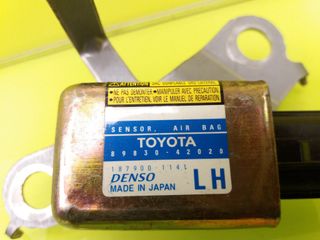 •NE PAS DEMONTER •MANIPULER AVEC PRECAUTION
•POUR L'ENTRETIEN, VOIR LE MANUEL DE REPARATION
SENSOR, AIR BAG
TOYOTA
89830-42020
187900-1141
DENSO
MADE IN JAPAN
LH